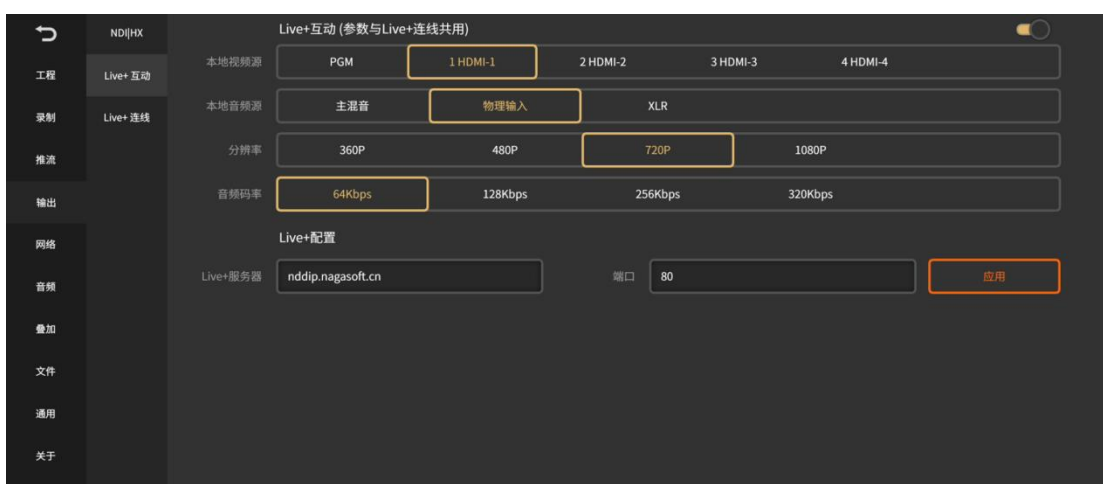 NDI|HX
Live+互动 (参数与Live+连线共用)
本地视频源 PGM 1 HDMI-1 2 HDMI-2 3 HDMI-3 4 HDMI-4
工程 Live+ 互动
本地音频源 主混音 物理输入 XLR
录制 Live+ 连线
分辨率 360P 480P 720P 1080P
推流
音频码率 64Kbps 128Kbps 256Kbps 320Kbps
输出
Live+配置
网络
Live+服务器 nddip.nagasoft.cn 端口 80 应用
音频
叠加
文件
通用
关于